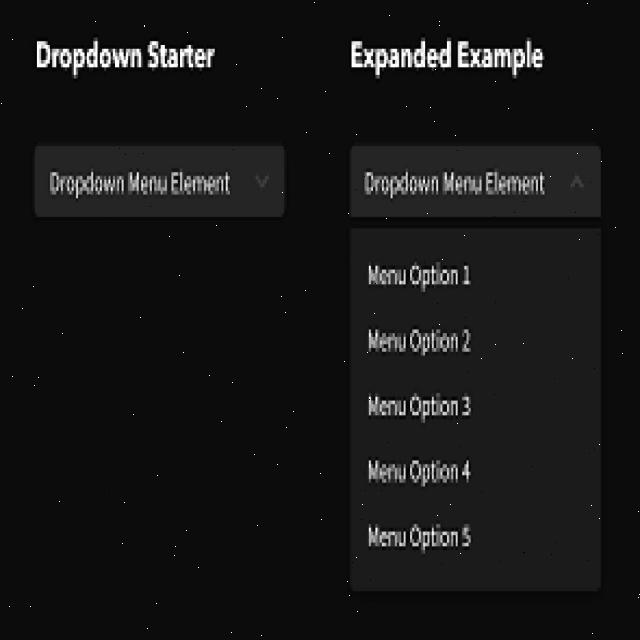 Dropdown Starter
Expanded Example
Dropdown Menu Element
Dropdown Menu Element
Menu Option 1
Menu Option 2
Menu Option 3
Menu Option 4
Menu Option 5